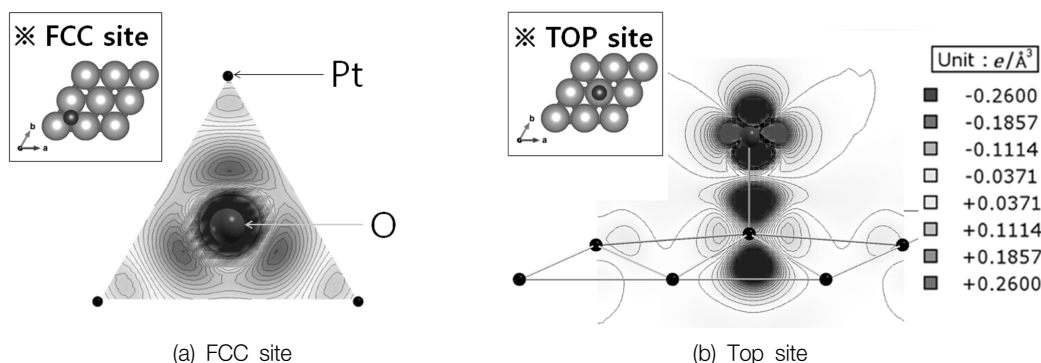 ※ FCC site
b
a
Pt
O
(a) FCC site
※ TOP site
b
a
Unit : e/Å³
-0.2600
-0.1857
-0.1114
-0.0371
+0.0371
+0.1114
+0.1857
+0.2600
(b) Top site